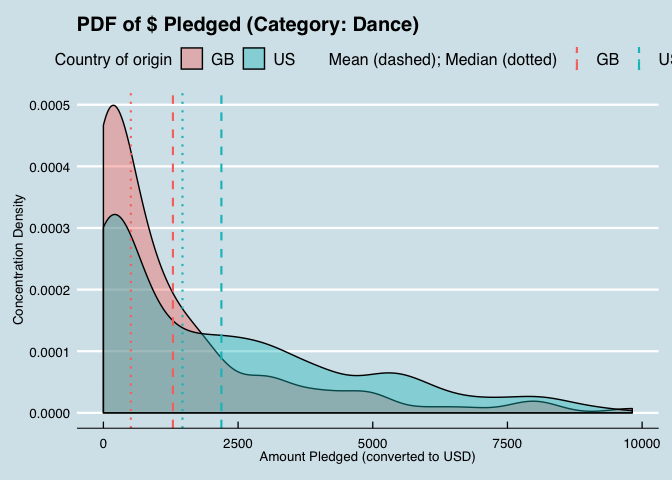 PDF of $ Pledged (Category: Dance)
Country of origin GB US Mean (dashed); Median (dotted) GB US
0.0005
0.0004
0.0003
0.0002
0.0001
0.0000
Concentration Density
0 2500 5000 7500 10000
Amount Pledged (converted to USD)